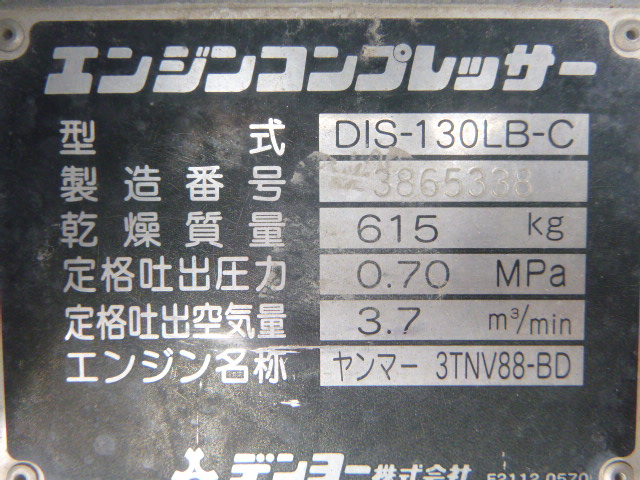 エンジンコンプレッサー
型式 DIS-130LB-C
製造番号 3865338
乾燥質量 615 kg
定格吐出圧力 0.70 MPa
定格吐出空気量 3.7 m³/min
エンジン名称 ヤンマー 3TNV88-BD
デンヨー株式会社